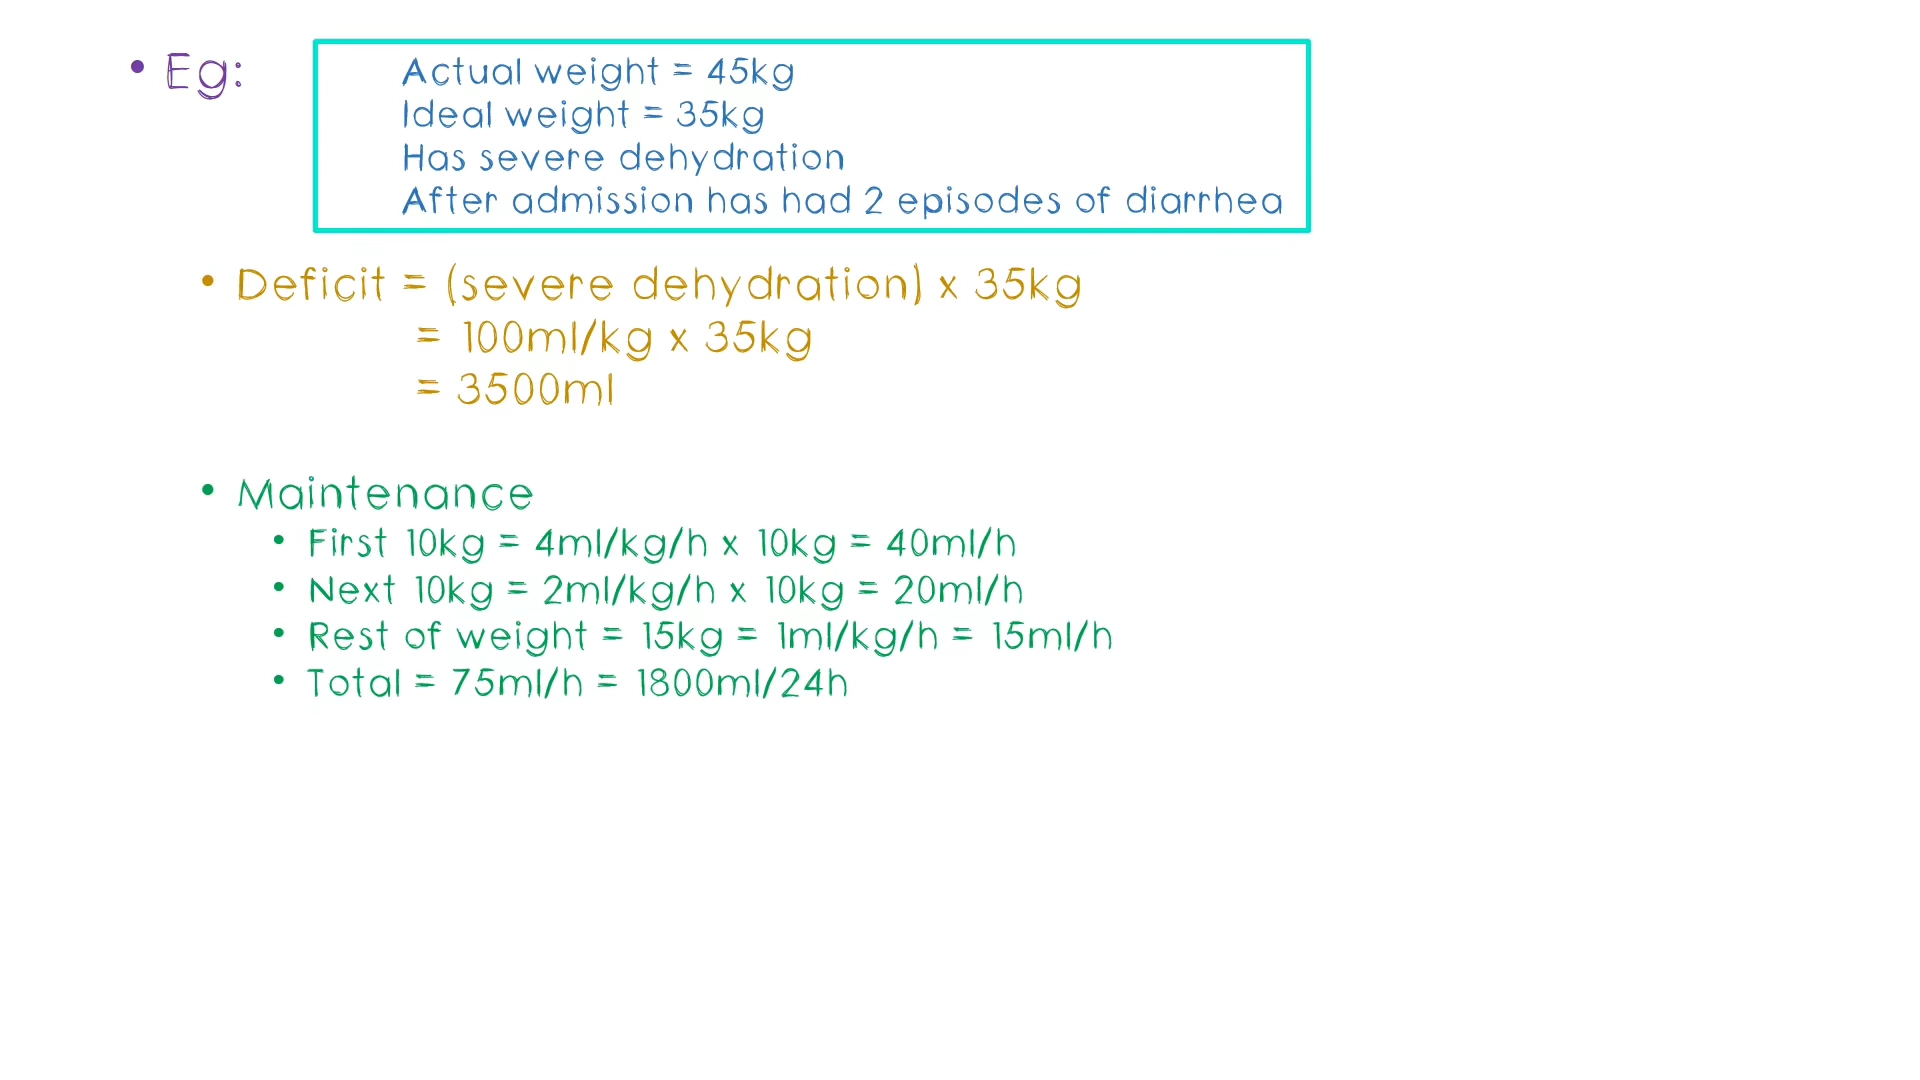 • Eg:
Actual weight = 45kg
Ideal weight = 35kg
Has severe dehydration
After admission has had 2 episodes of diarrhea
• Deficit = (severe dehydration) x 35kg
= 100ml/kg x 35kg
= 3500ml
• Maintenance
• First 10kg = 4ml/kg/h x 10kg = 40ml/h
• Next 10kg = 2ml/kg/h x 10kg = 20ml/h
• Rest of weight = 15kg = 1ml/kg/h = 15ml/h
• Total = 75ml/h = 1800ml/24h